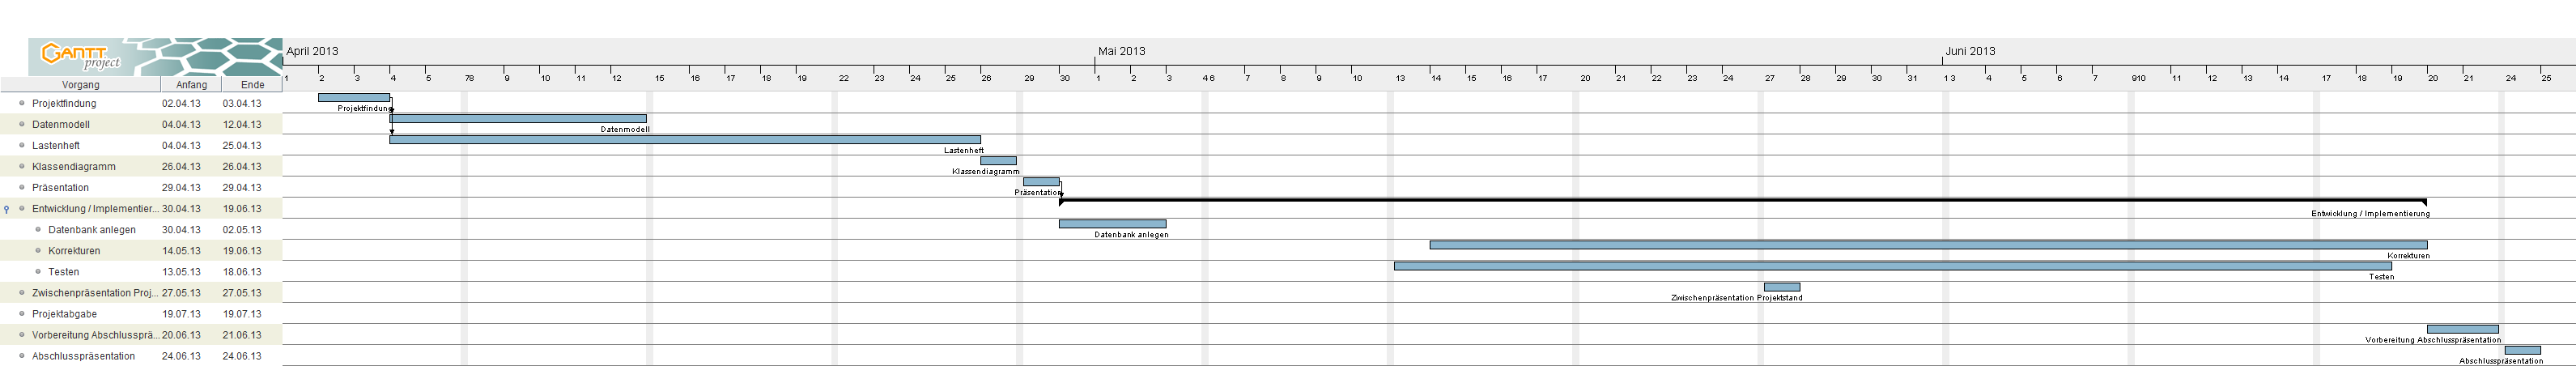 GANTT
project
April 2013 Mai 2013 Juni 2013
1 2 3 4 5 78 9 10 11 12 15 16 17 18 19 22 23 24 25 26 29 30 1 2 3 4 6 7 8 9 10 13 14 15 16 17 20 21 22 23 24 27 28 29 30 31 1 3 4 5 6 7 910 11 12 13 14 17 18 19 20 21 24 25
Vorgang Anfang Ende
Projektfindung 02.04.13 03.04.13
Projektfindung
Datenmodell 04.04.13 12.04.13
Datenmodell
Lastenheft 04.04.13 25.04.13
Lastenheft
Klassendiagramm 26.04.13 26.04.13
Klassendiagramm
Präsentation 29.04.13 29.04.13
Präsentation
Entwicklung / Implementier... 30.04.13 19.06.13
Entwicklung / Implementierung
Datenbank anlegen 30.04.13 02.05.13
Datenbank anlegen
Korrekturen 14.05.13 19.06.13
Korrekturen
Testen 13.05.13 18.06.13
Testen
Zwischenpräsentation Proj... 27.05.13 27.05.13
Zwischenpräsentation Projektstand
Projektabgabe 19.07.13 19.07.13
Vorbereitung Abschlussprä... 20.06.13 21.06.13
Vorbereitung Abschlusspräsentation
Abschlusspräsentation 24.06.13 24.06.13
Abschlusspräsentation